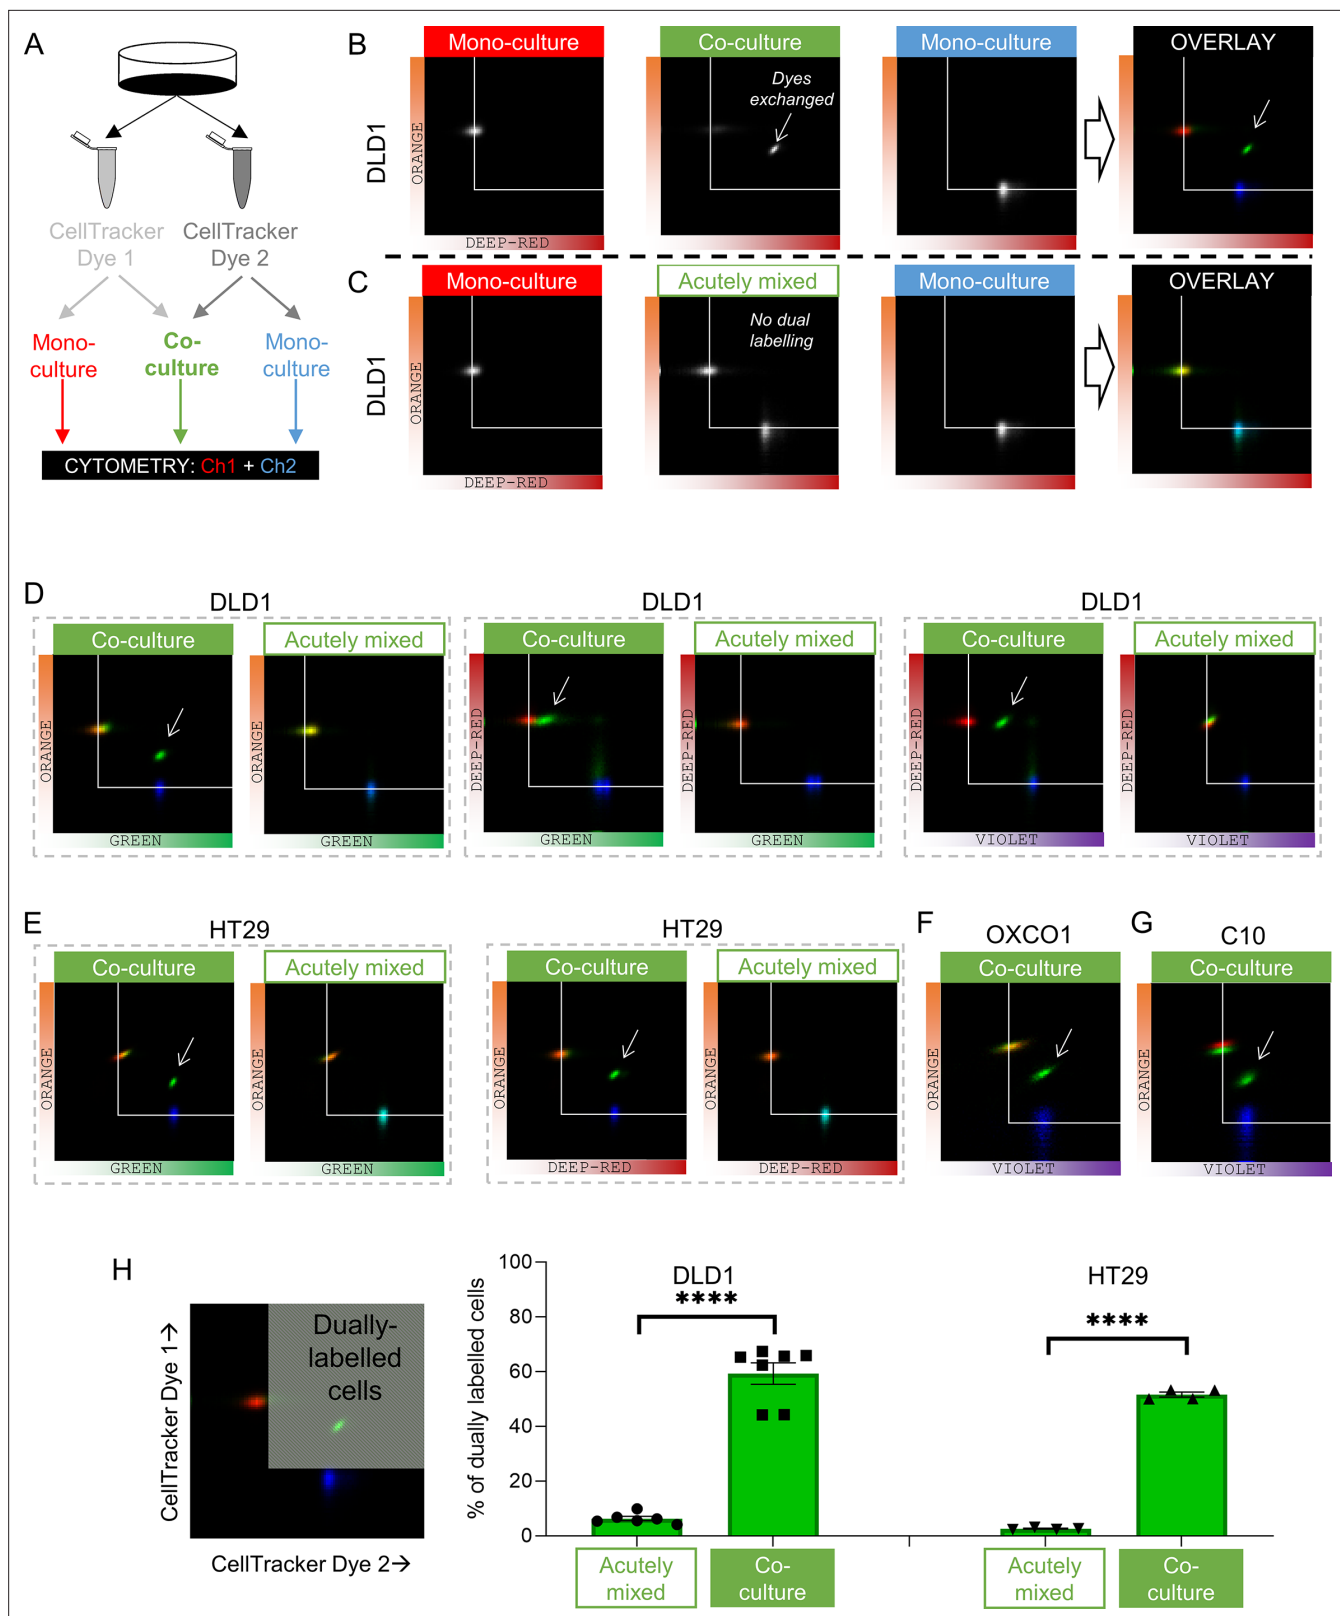 A
CellTracker
Dye 1
CellTracker
Dye 2
Mono-
culture
Co-
culture
Mono-
culture
CYTOMETRY: Ch1 + Ch2
B
DLD1
Mono-culture
ORANGE
DEEP-RED
Co-culture
Dyes
exchanged
Mono-culture
OVERLAY
C
DLD1
Mono-culture
ORANGE
DEEP-RED
Acutely mixed
No dual
labelling
Mono-culture
OVERLAY
D
DLD1
Co-culture
ORANGE
GREEN
Acutely mixed
ORANGE
GREEN
DLD1
Co-culture
DEEP-RED
GREEN
Acutely mixed
DEEP-RED
GREEN
DLD1
Co-culture
DEEP-RED
VIOLET
Acutely mixed
DEEP-RED
VIOLET
E
HT29
Co-culture
ORANGE
GREEN
Acutely mixed
ORANGE
GREEN
HT29
Co-culture
ORANGE
DEEP-RED
Acutely mixed
ORANGE
DEEP-RED
F
OXCO1
Co-culture
ORANGE
VIOLET
G
C10
Co-culture
ORANGE
VIOLET
H
CellTracker Dye 1→
Dually-
labelled
cells
CellTracker Dye 2→
% of dually labelled cells
100
80
60
40
20
0
DLD1
****
HT29
****
Acutely
mixed
Co-
culture
Acutely
mixed
Co-
culture